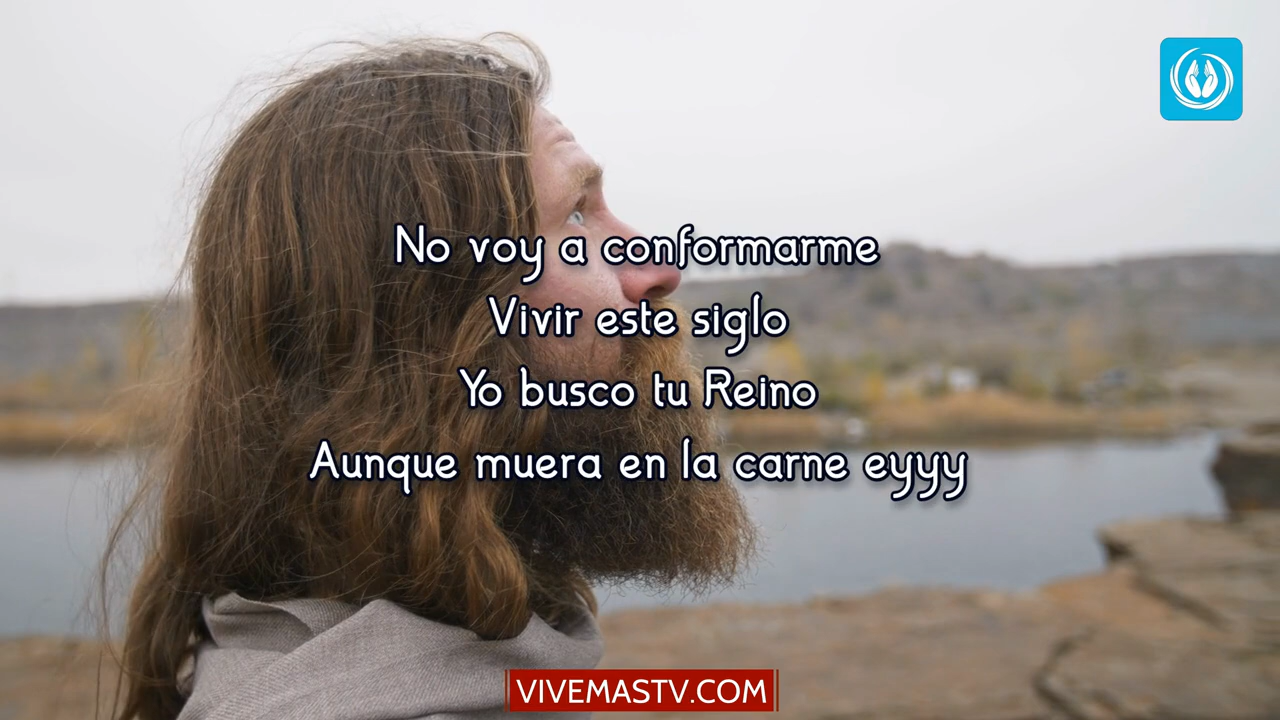 No voy a conformarme
Vivir este siglo
Yo busco tu Reino
Aunque muera en la carne eyyy
VIVEMASTV.COM